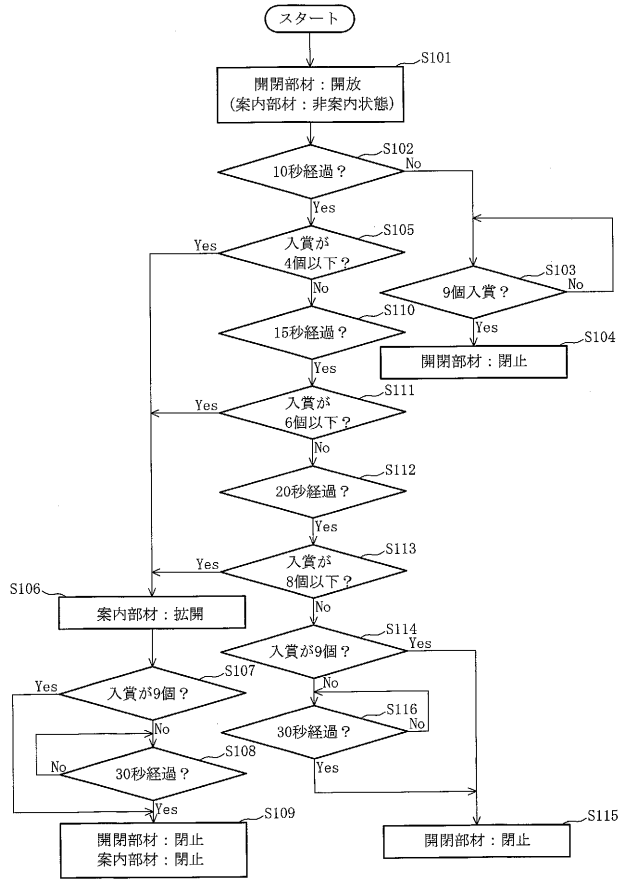 スタート
S101
開閉部材：開放
(案内部材：非案内状態)
S102
10秒経過？
No
Yes
S105
Yes
入賞が
4個以下？
No
S103
9個入賞？
No
Yes
S110
15秒経過？
Yes
S104
開閉部材：閉止
S111
Yes
入賞が
6個以下？
No
S112
20秒経過？
Yes
S113
Yes
入賞が
8個以下？
No
S106
案内部材：拡開
S114
入賞が9個？
Yes
No
S107
Yes
入賞が9個？
No
S116
30秒経過？
No
Yes
S108
No
30秒経過？
Yes
S109
開閉部材：閉止
案内部材：閉止
S115
開閉部材：閉止